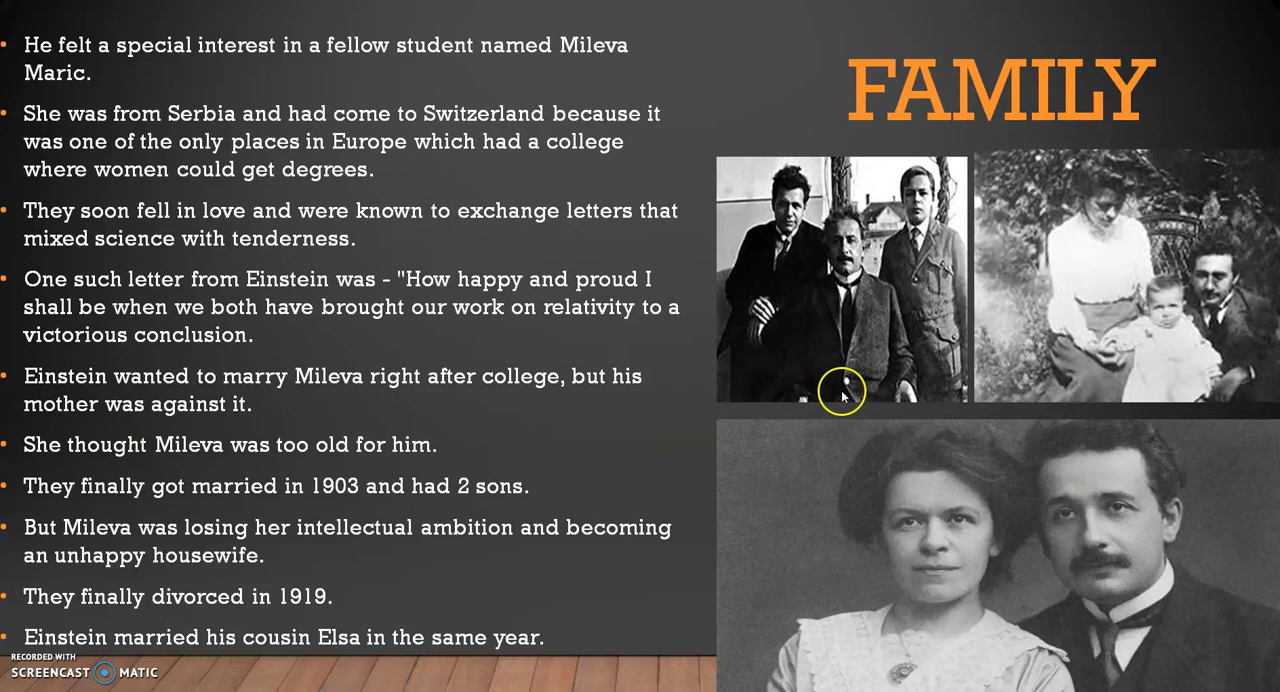 FAMILY
He felt a special interest in a fellow student named Mileva
Maric.
She was from Serbia and had come to Switzerland because it
was one of the only places in Europe which had a college
where women could get degrees.
They soon fell in love and were known to exchange letters that
mixed science with tenderness.
One such letter from Einstein was - "How happy and proud I
shall be when we both have brought our work on relativity to a
victorious conclusion.
Einstein wanted to marry Mileva right after college, but his
mother was against it.
She thought Mileva was too old for him.
They finally got married in 1903 and had 2 sons.
But Mileva was losing her intellectual ambition and becoming
an unhappy housewife.
They finally divorced in 1919.
Einstein married his cousin Elsa in the same year.
RECORDED WITH
SCREENCAST MATIC